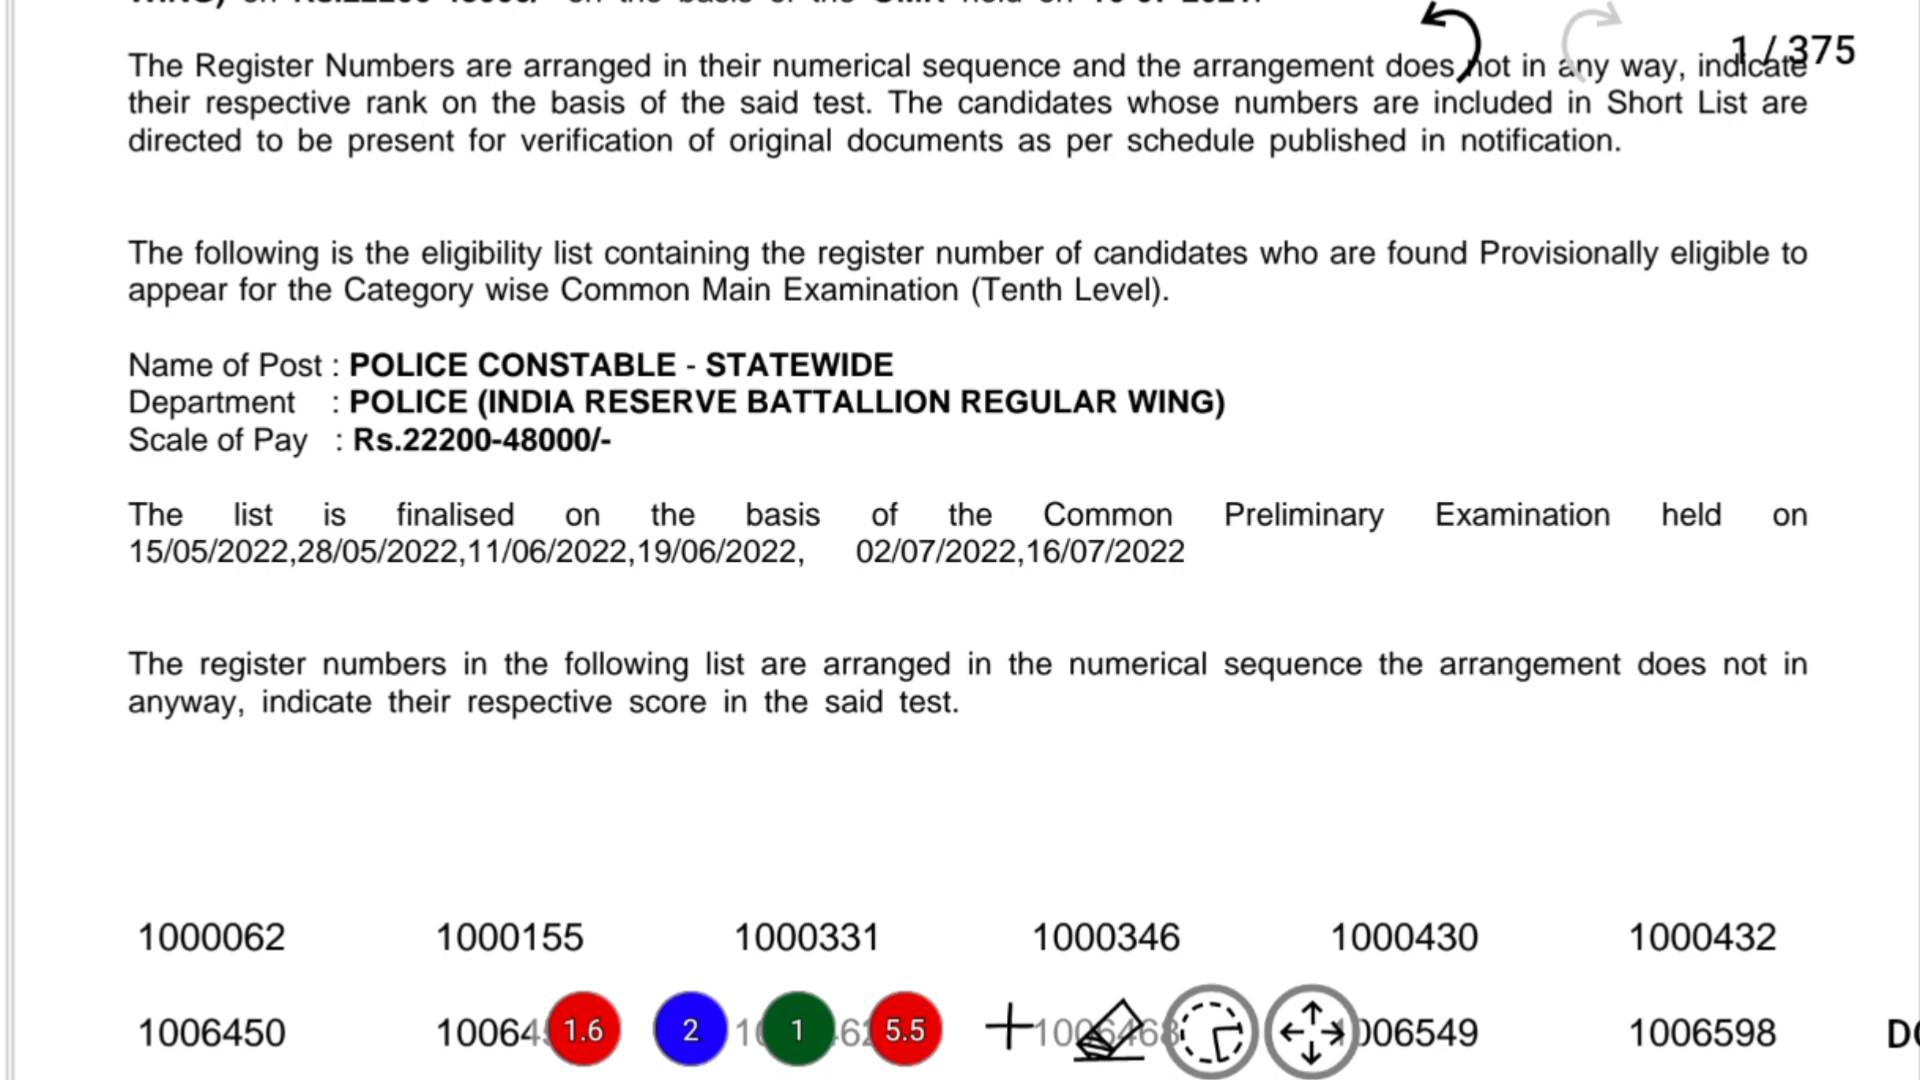 The Register Numbers are arranged in their numerical sequence and the arrangement does not in any way, indicate
1 / 375
their respective rank on the basis of the said test. The candidates whose numbers are included in Short List are
directed to be present for verification of original documents as per schedule published in notification.
The following is the eligibility list containing the register number of candidates who are found Provisionally eligible to
appear for the Category wise Common Main Examination (Tenth Level).
Name of Post : POLICE CONSTABLE - STATEWIDE
Department : POLICE (INDIA RESERVE BATTALLION REGULAR WING)
Scale of Pay : Rs.22200-48000/-
The list is finalised on the basis of the Common Preliminary Examination held on
15/05/2022,28/05/2022,11/06/2022,19/06/2022, 02/07/2022,16/07/2022
The register numbers in the following list are arranged in the numerical sequence the arrangement does not in
anyway, indicate their respective score in the said test.
1000062 1000155 1000331 1000346 1000430 1000432
1006450 1006468 1006549 1006598
1.6 2 1 5.5